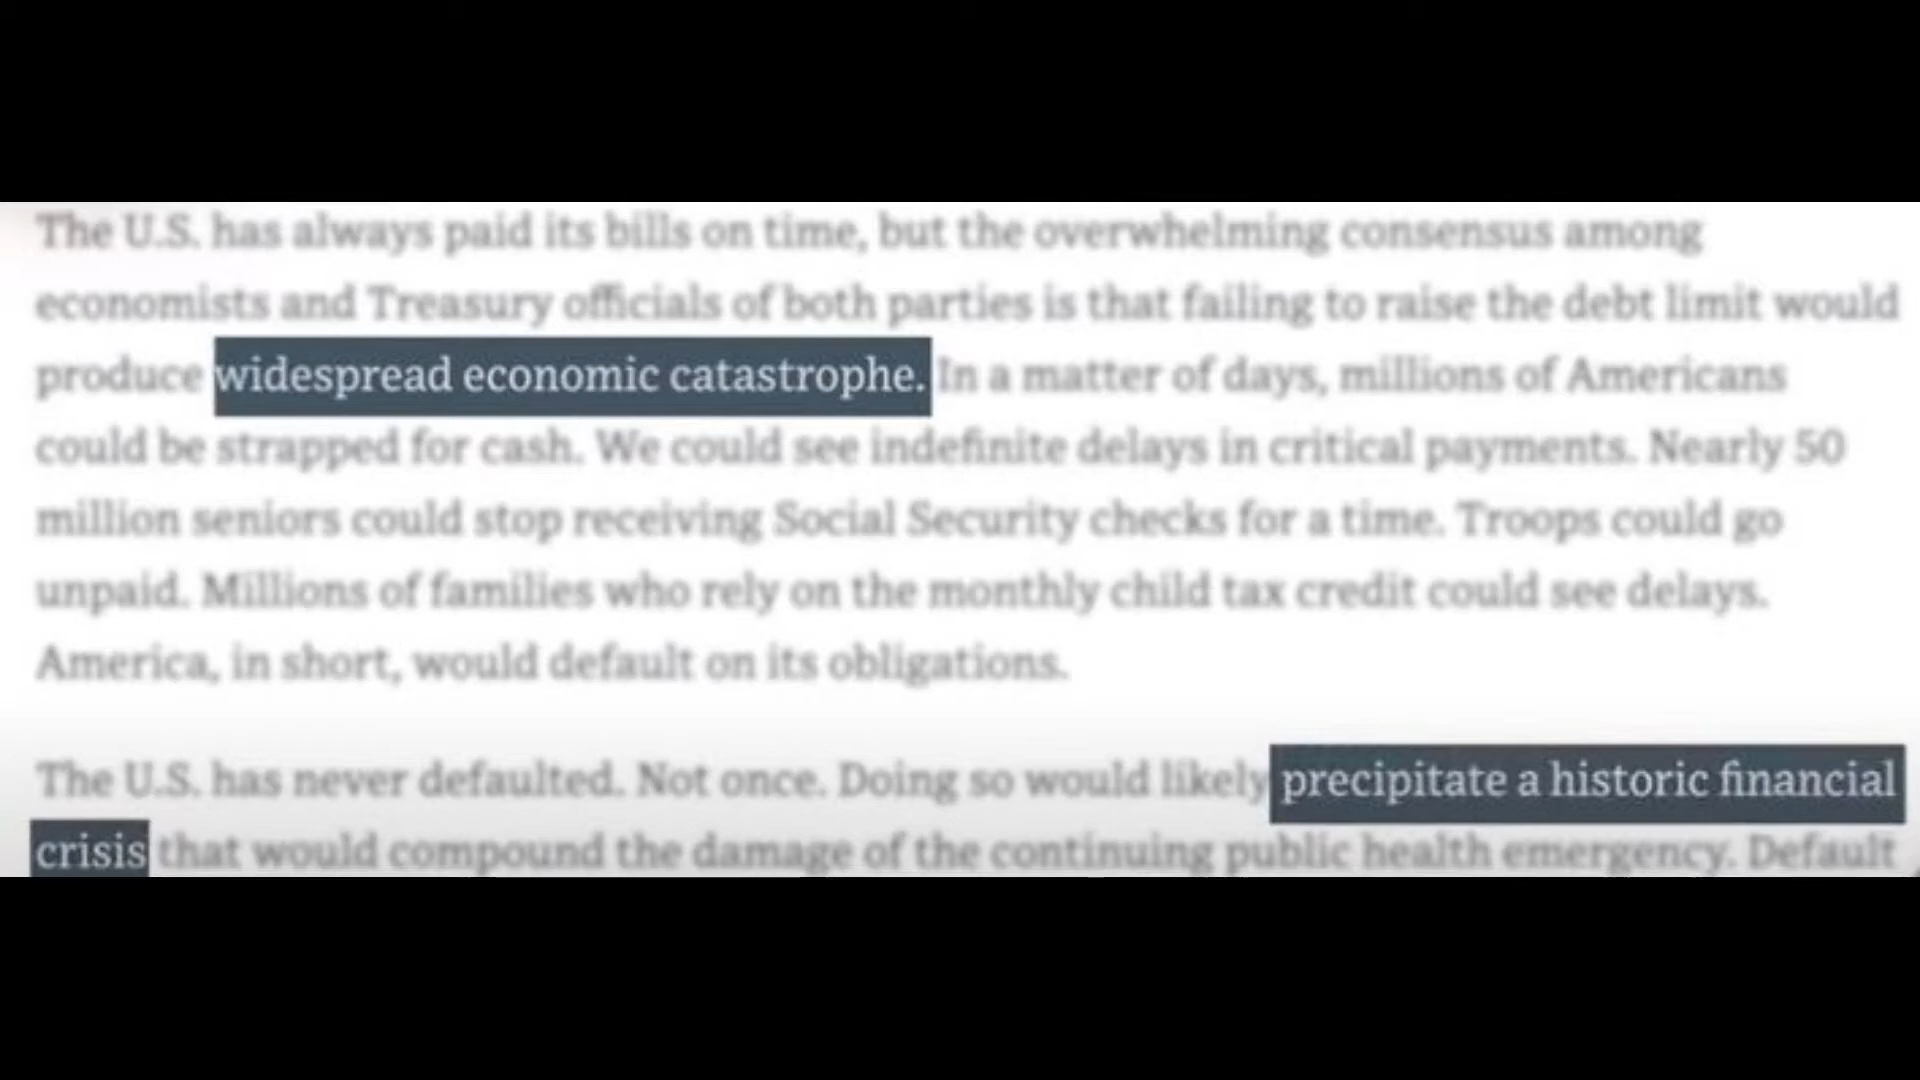 The U.S. has always paid its bills on time, but the overwhelming consensus among
economists and Treasury officials of both parties is that failing to raise the debt limit would
produce widespread economic catastrophe. In a matter of days, millions of Americans
could be strapped for cash. We could see indefinite delays in critical payments. Nearly 50
million seniors could stop receiving Social Security checks for a time. Troops could go
unpaid. Millions of families who rely on the monthly child tax credit could see delays.
America, in short, would default on its obligations.
The U.S. has never defaulted. Not once. Doing so would likely precipitate a historic financial
crisis that would compound the damage of the continuing public health emergency. Default